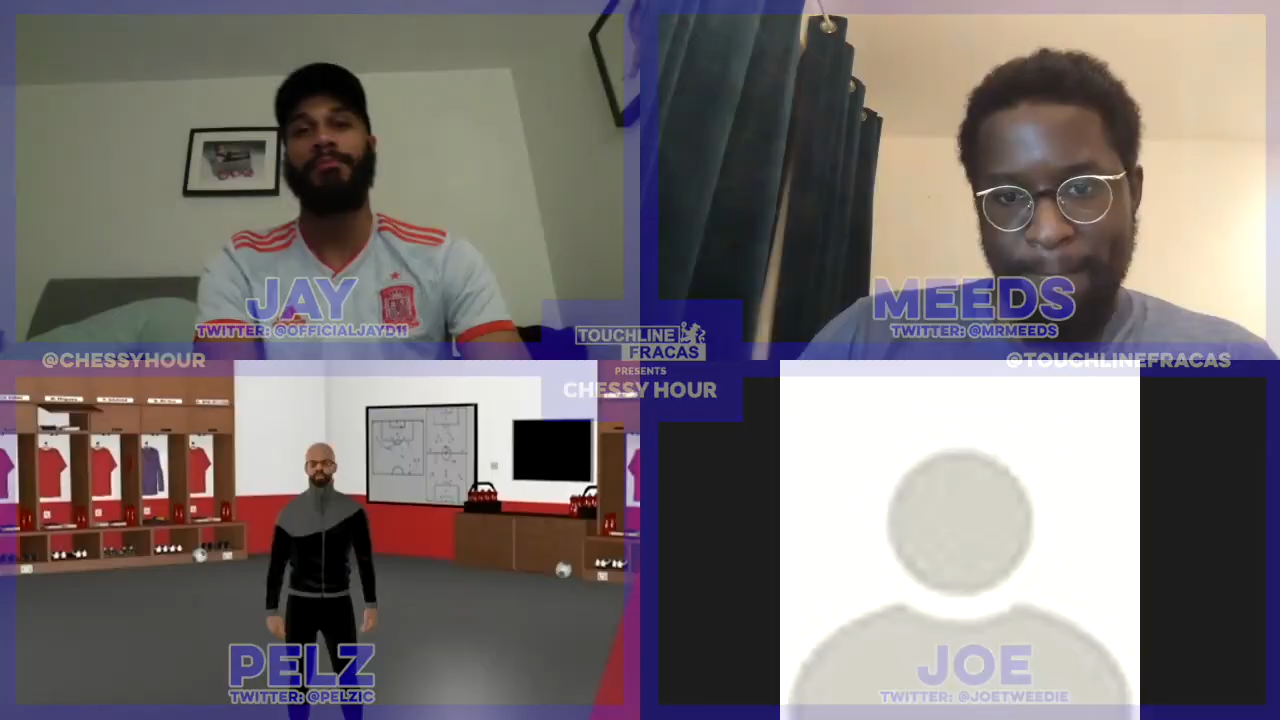 JAY
TWITTER: @OFFICIALJAYD11
MEEDS
TWITTER: @MRMEEDS
@CHESSYHOUR
TOUCHLINE
FRACAS
PRESENTS
CHESSY HOUR
@TOUCHLINEFRACAS
PELZ
TWITTER: @PELZIC
JOE
TWITTER: @JOETWEEDIE